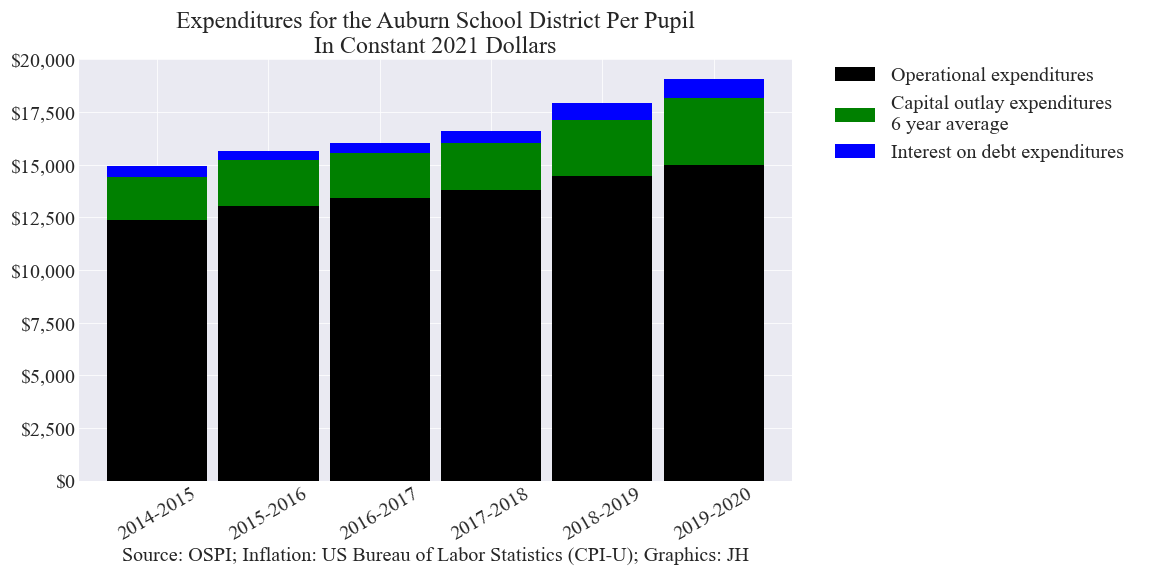 Expenditures for the Auburn School District Per Pupil
In Constant 2021 Dollars
$20,000
$17,500
$15,000
$12,500
$10,000
$7,500
$5,000
$2,500
$0
2014-2015
2015-2016
2016-2017
2017-2018
2018-2019
2019-2020
Source: OSPI; Inflation: US Bureau of Labor Statistics (CPI-U); Graphics: JH
Operational expenditures
Capital outlay expenditures
6 year average
Interest on debt expenditures